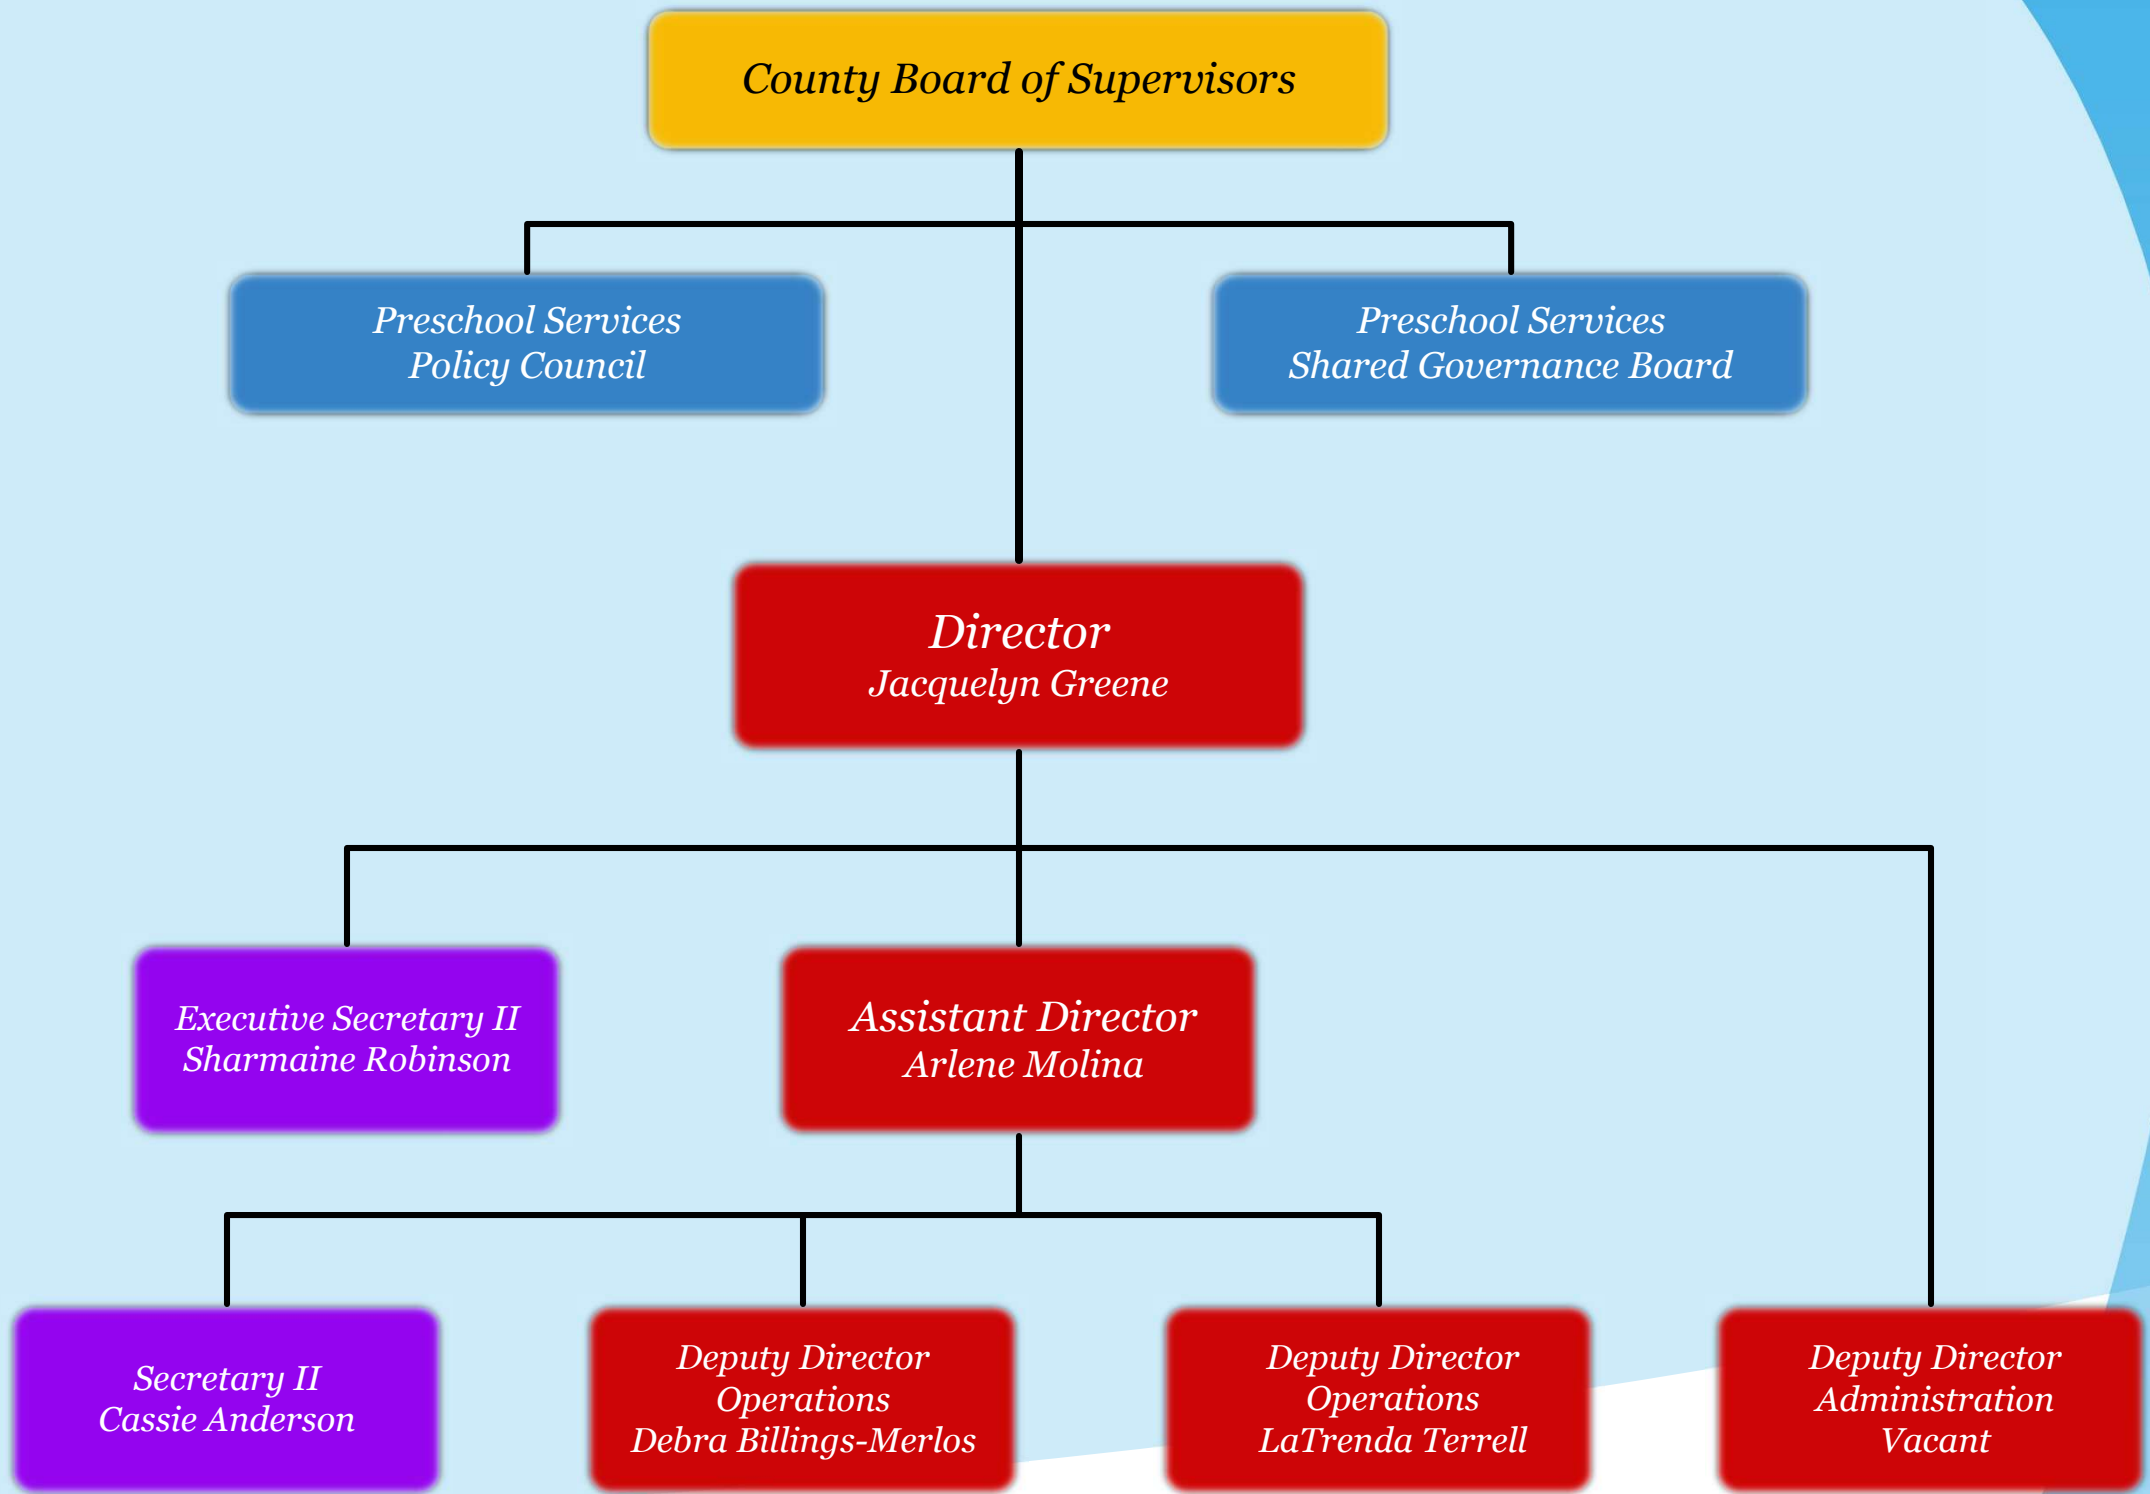 County Board of Supervisors
Preschool Services
Policy Council
Preschool Services
Shared Governance Board
Director
Jacquelyn Greene
Executive Secretary II
Sharmaine Robinson
Assistant Director
Arlene Molina
Secretary II
Cassie Anderson
Deputy Director
Operations
Debra Billings-Merlos
Deputy Director
Operations
LaTrenda Terrell
Deputy Director
Administration
Vacant